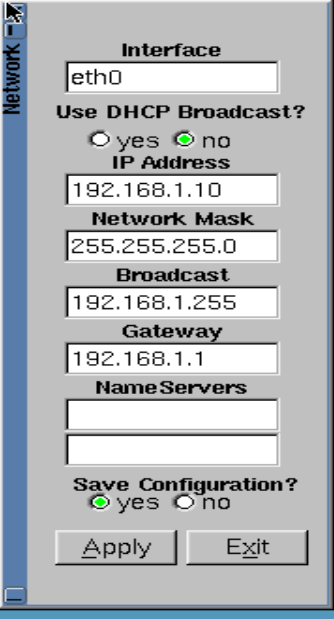 Network
Interface
eth0
Use DHCP Broadcast?
yes no
IP Address
192.168.1.10
Network Mask
255.255.255.0
Broadcast
192.168.1.255
Gateway
192.168.1.1
NameServers
Save Configuration?
yes no
Apply Exit